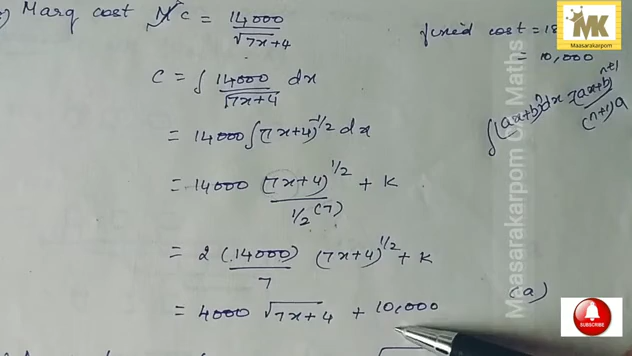 Marg cost MC = 14000/√7x+4
fixed cost = 18
= 10,000
C = ∫ 14000/√7x+4 dx
∫(ax+b)ⁿdx = (ax+b)ⁿ⁺¹/(n+1)a
= 14000 ∫(7x+4)^-1/2 dx
= 14000 (7x+4)^1/2/1/2 (7) + K
= 2 (14000)/7 (7x+4)^1/2 + K
= 4000 √7x+4 + 10,000
(a)
MK
Maasarakarpom
Maasarakarpom Maths
SUBSCRIBE